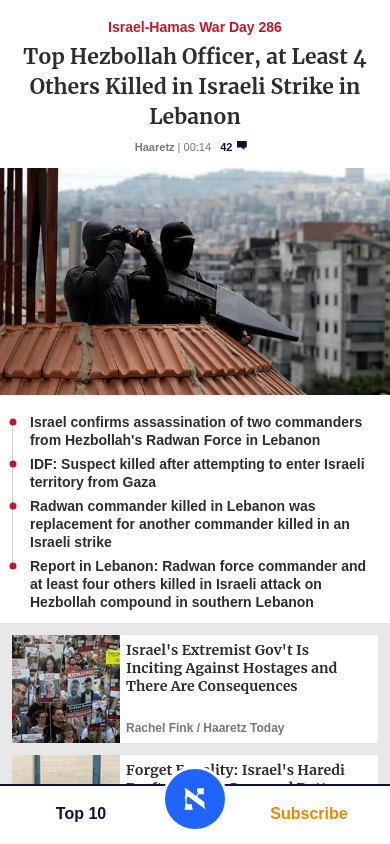 Israel-Hamas War Day 286
Top Hezbollah Officer, at Least 4
Others Killed in Israeli Strike in
Lebanon
Haaretz | 00:14 42
Israel confirms assassination of two commanders
from Hezbollah's Radwan Force in Lebanon
IDF: Suspect killed after attempting to enter Israeli
territory from Gaza
Radwan commander killed in Lebanon was
replacement for another commander killed in an
Israeli strike
Report in Lebanon: Radwan force commander and
at least four others killed in Israeli attack on
Hezbollah compound in southern Lebanon
Israel's Extremist Gov't Is
Inciting Against Hostages and
There Are Consequences
Rachel Fink / Haaretz Today
Israel's Haredi
Top 10
Subscribe